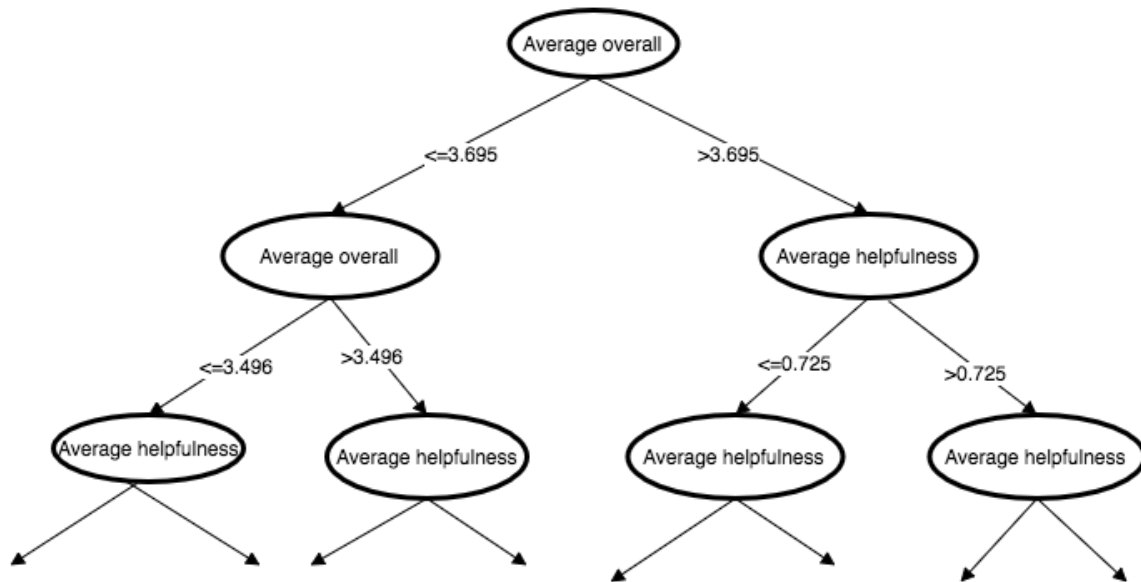 Average overall
<=3.695
>3.695
Average overall
Average helpfulness
<=3.496
>3.496
<=0.725
>0.725
Average helpfulness
Average helpfulness
Average helpfulness
Average helpfulness